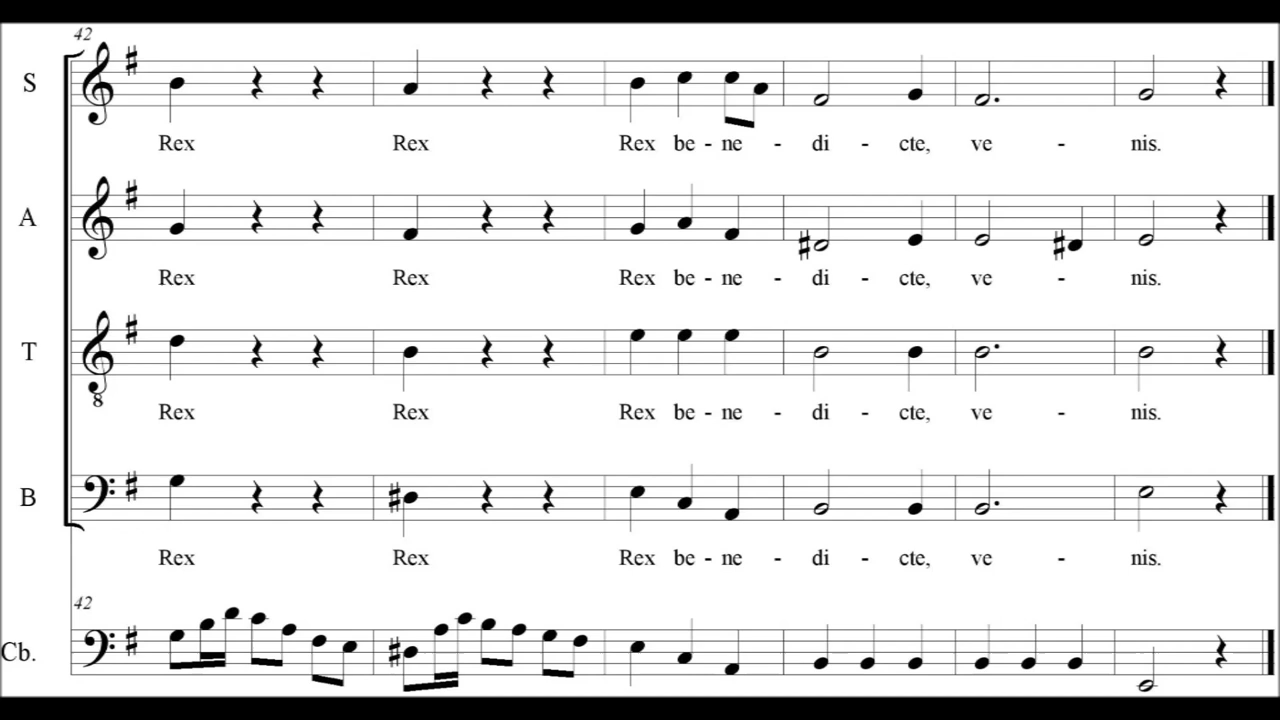 42
S
Rex Rex Rex be - ne - di - cte, ve - nis.
A
Rex Rex Rex be - ne - di - cte, ve - nis.
T
8
Rex Rex Rex be - ne - di - cte, ve - nis.
B
Rex Rex Rex be - ne - di - cte, ve - nis.
42
Cb.